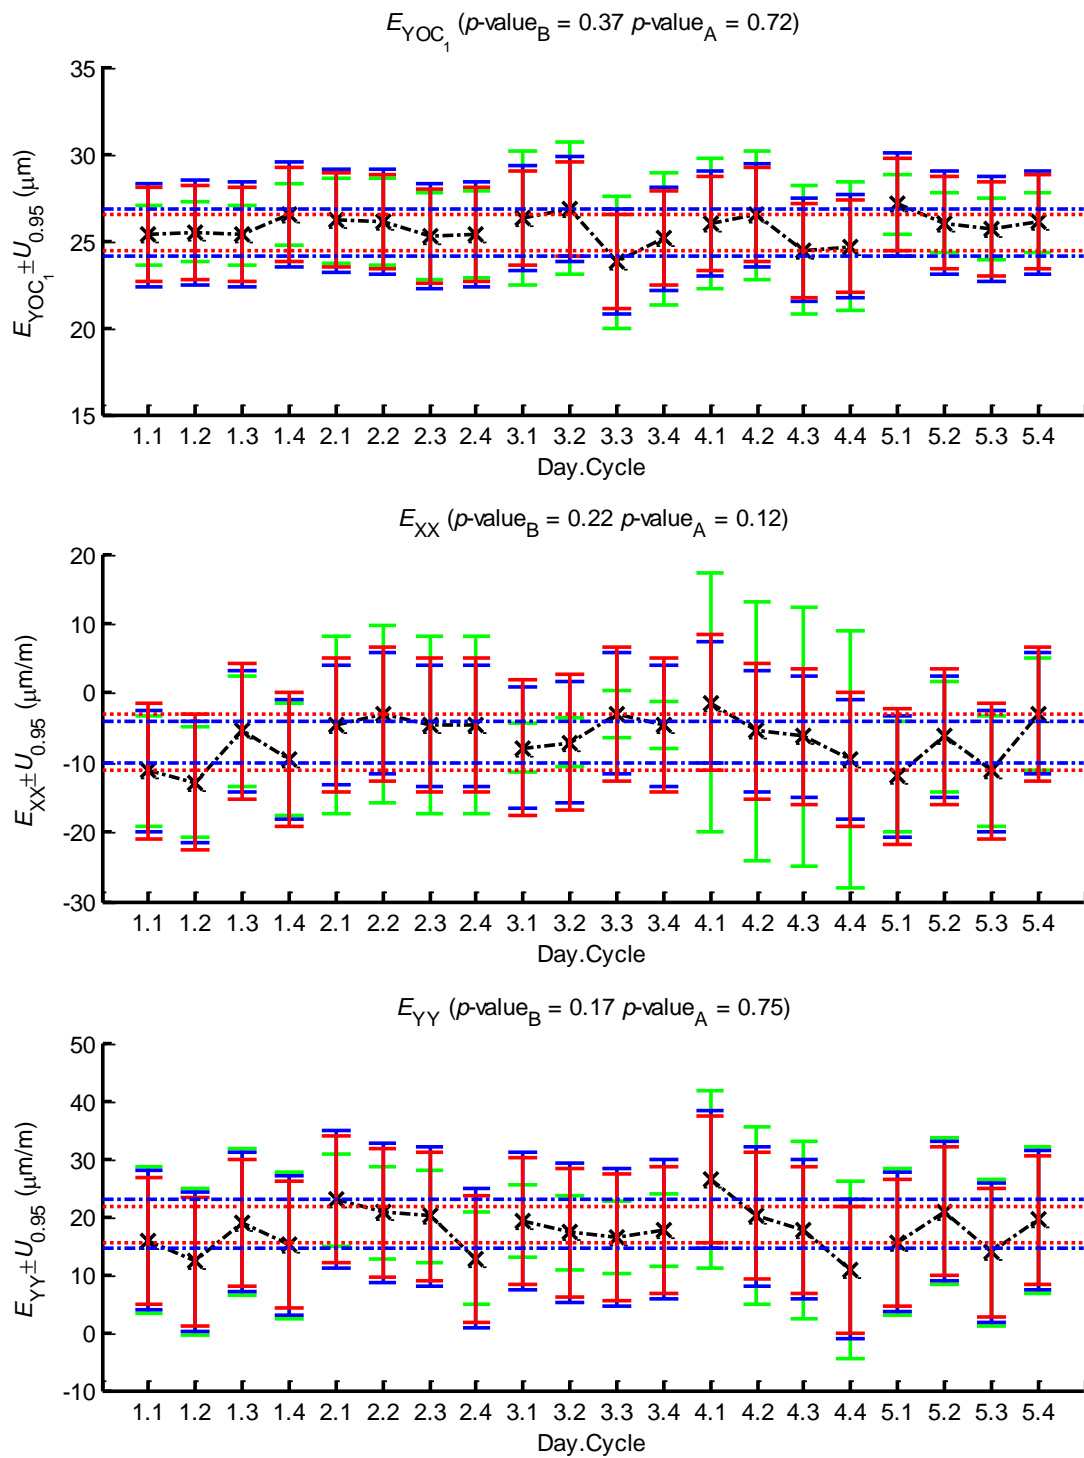 E_YOC_1 (p-value_B = 0.37 p-value_A = 0.72)
E_YOC_1 ± U_0.95 (μm)
35
30
25
20
15
1.1 1.2 1.3 1.4 2.1 2.2 2.3 2.4 3.1 3.2 3.3 3.4 4.1 4.2 4.3 4.4 5.1 5.2 5.3 5.4
Day.Cycle
E_XX (p-value_B = 0.22 p-value_A = 0.12)
E_XX ± U_0.95 (μm/m)
20
10
0
-10
-20
-30
1.1 1.2 1.3 1.4 2.1 2.2 2.3 2.4 3.1 3.2 3.3 3.4 4.1 4.2 4.3 4.4 5.1 5.2 5.3 5.4
Day.Cycle
E_YY (p-value_B = 0.17 p-value_A = 0.75)
E_YY ± U_0.95 (μm/m)
50
40
30
20
10
0
-10
1.1 1.2 1.3 1.4 2.1 2.2 2.3 2.4 3.1 3.2 3.3 3.4 4.1 4.2 4.3 4.4 5.1 5.2 5.3 5.4
Day.Cycle